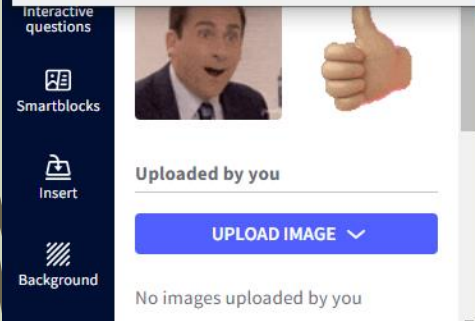 Interactive
questions
Smartblocks
Insert
Background
Uploaded by you
UPLOAD IMAGE
No images uploaded by you